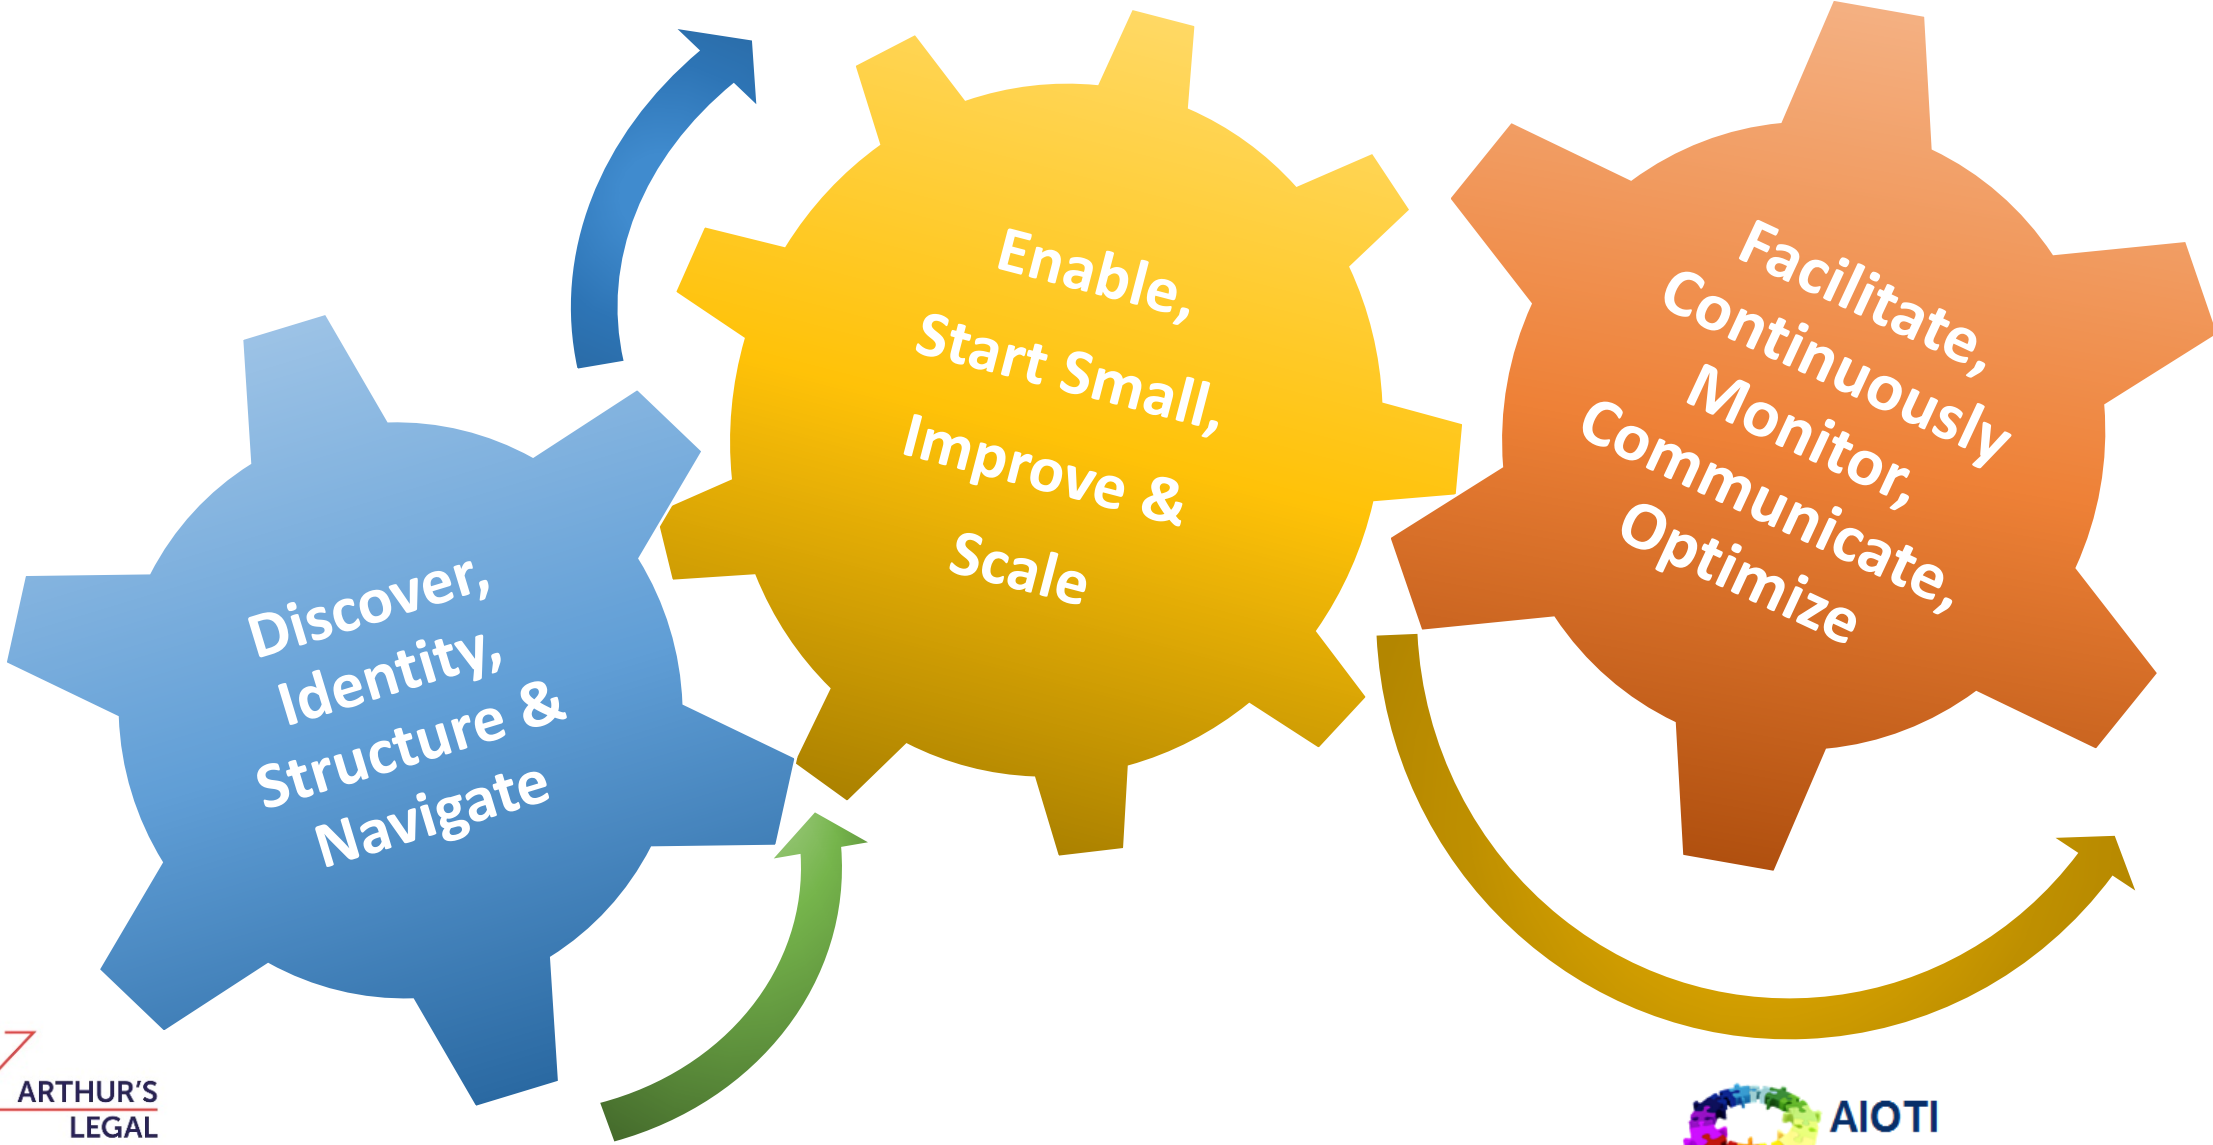 Discover,
Identity,
Structure &
Navigate
Enable,
Start Small,
Improve &
Scale
Facilitate,
Continuously
Monitor,
Communicate,
Optimize
ARTHUR'S
LEGAL
AIOTI